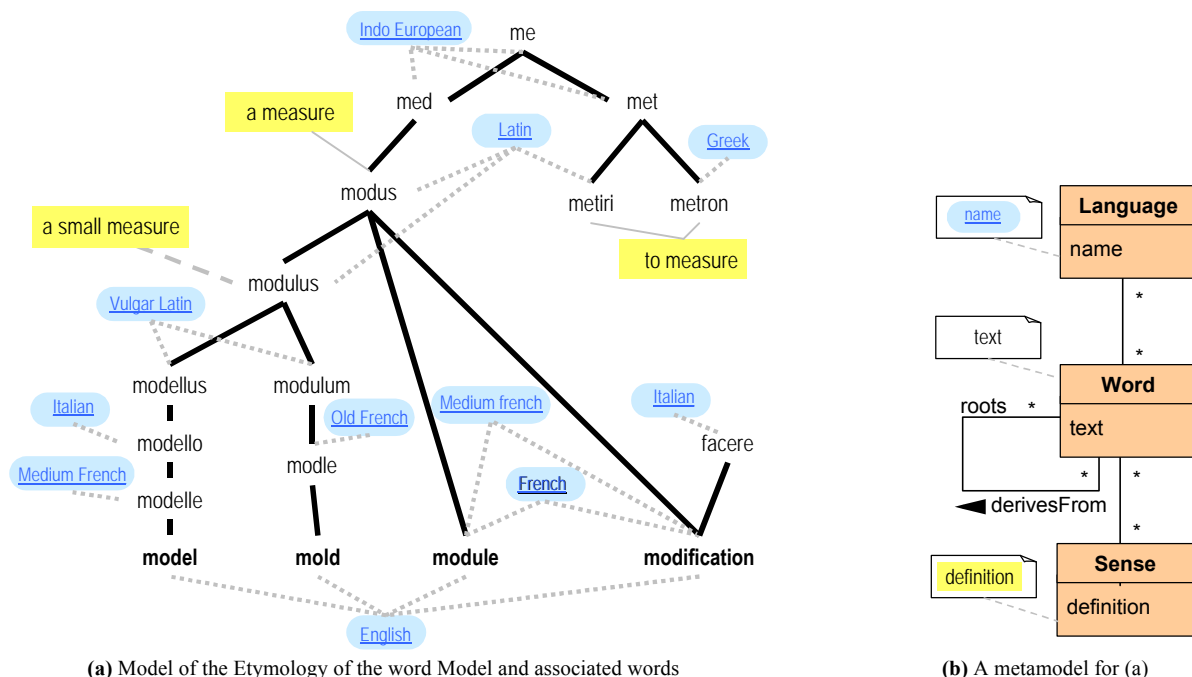 Indo European
me
med
met
a measure
Latin
Greek
modus
metiri
metron
a small measure
to measure
modulus
Vulgar Latin
modellus
modulum
Medium french
Italian
Italian
Old French
modello
facere
modle
Medium French
modelle
French
model
mold
module
modification
English
(a) Model of the Etymology of the word Model and associated words
name
Language
name
*
*
text
Word
roots
*
text
*
*
derivesFrom
*
Sense
definition
definition
(b) A metamodel for (a)